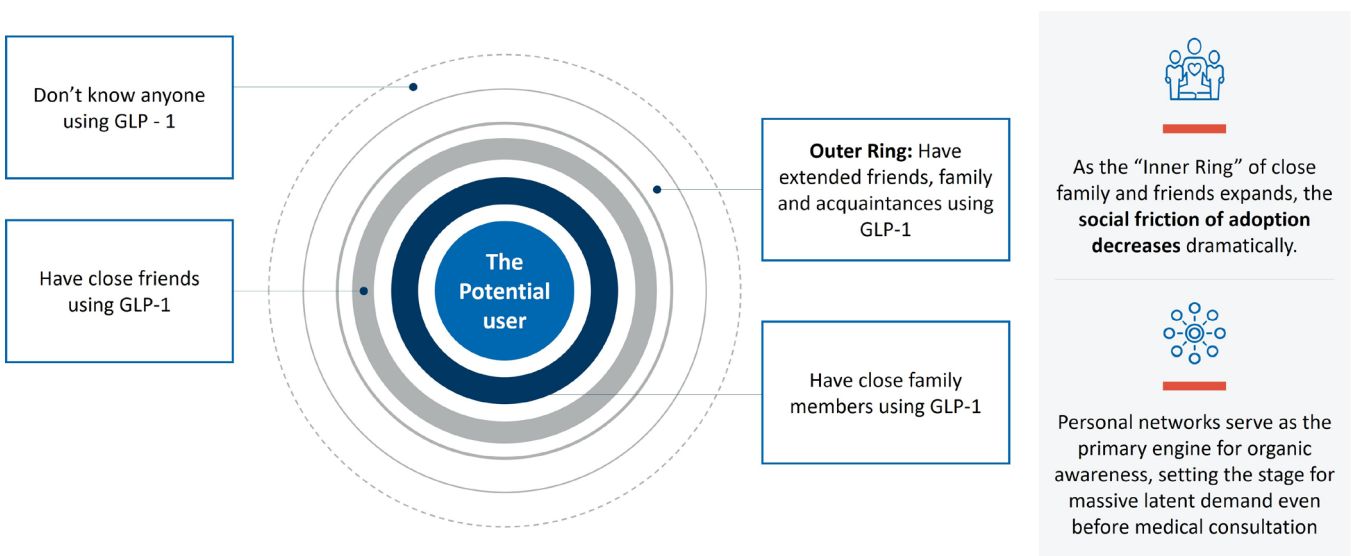 Don’t know anyone
using GLP - 1
Have close friends
using GLP-1
The
Potential
user
Outer Ring: Have
extended friends, family
and acquaintances using
GLP-1
Have close family
members using GLP-1
As the “Inner Ring” of close
family and friends expands, the
social friction of adoption
decreases dramatically.
Personal networks serve as the
primary engine for organic
awareness, setting the stage for
massive latent demand even
before medical consultation